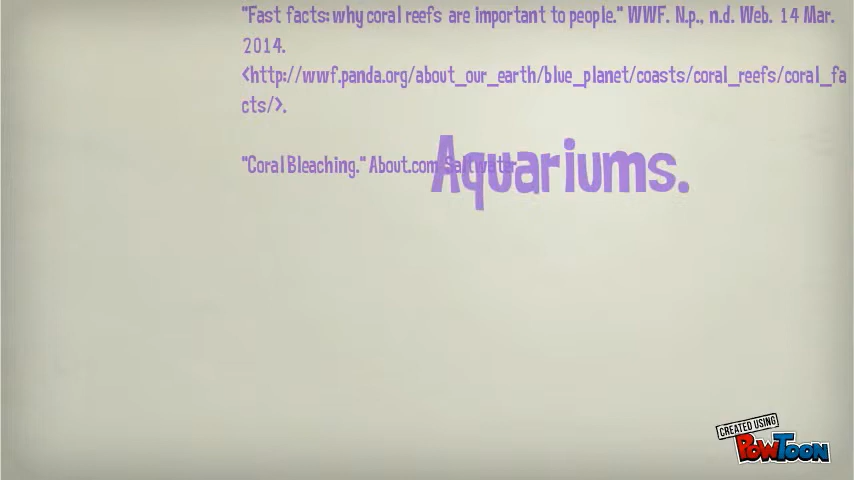 "Fast facts: why coral reefs are important to people." WWF. N.p., n.d. Web. 14 Mar.
2014.
<http://wwf.panda.org/about_our_earth/blue_planet/coasts/coral_reefs/coral_fa
cts/>.
"Coral Bleaching." About.com Saltwater
Aquariums.
CREATED USING
POWTOON